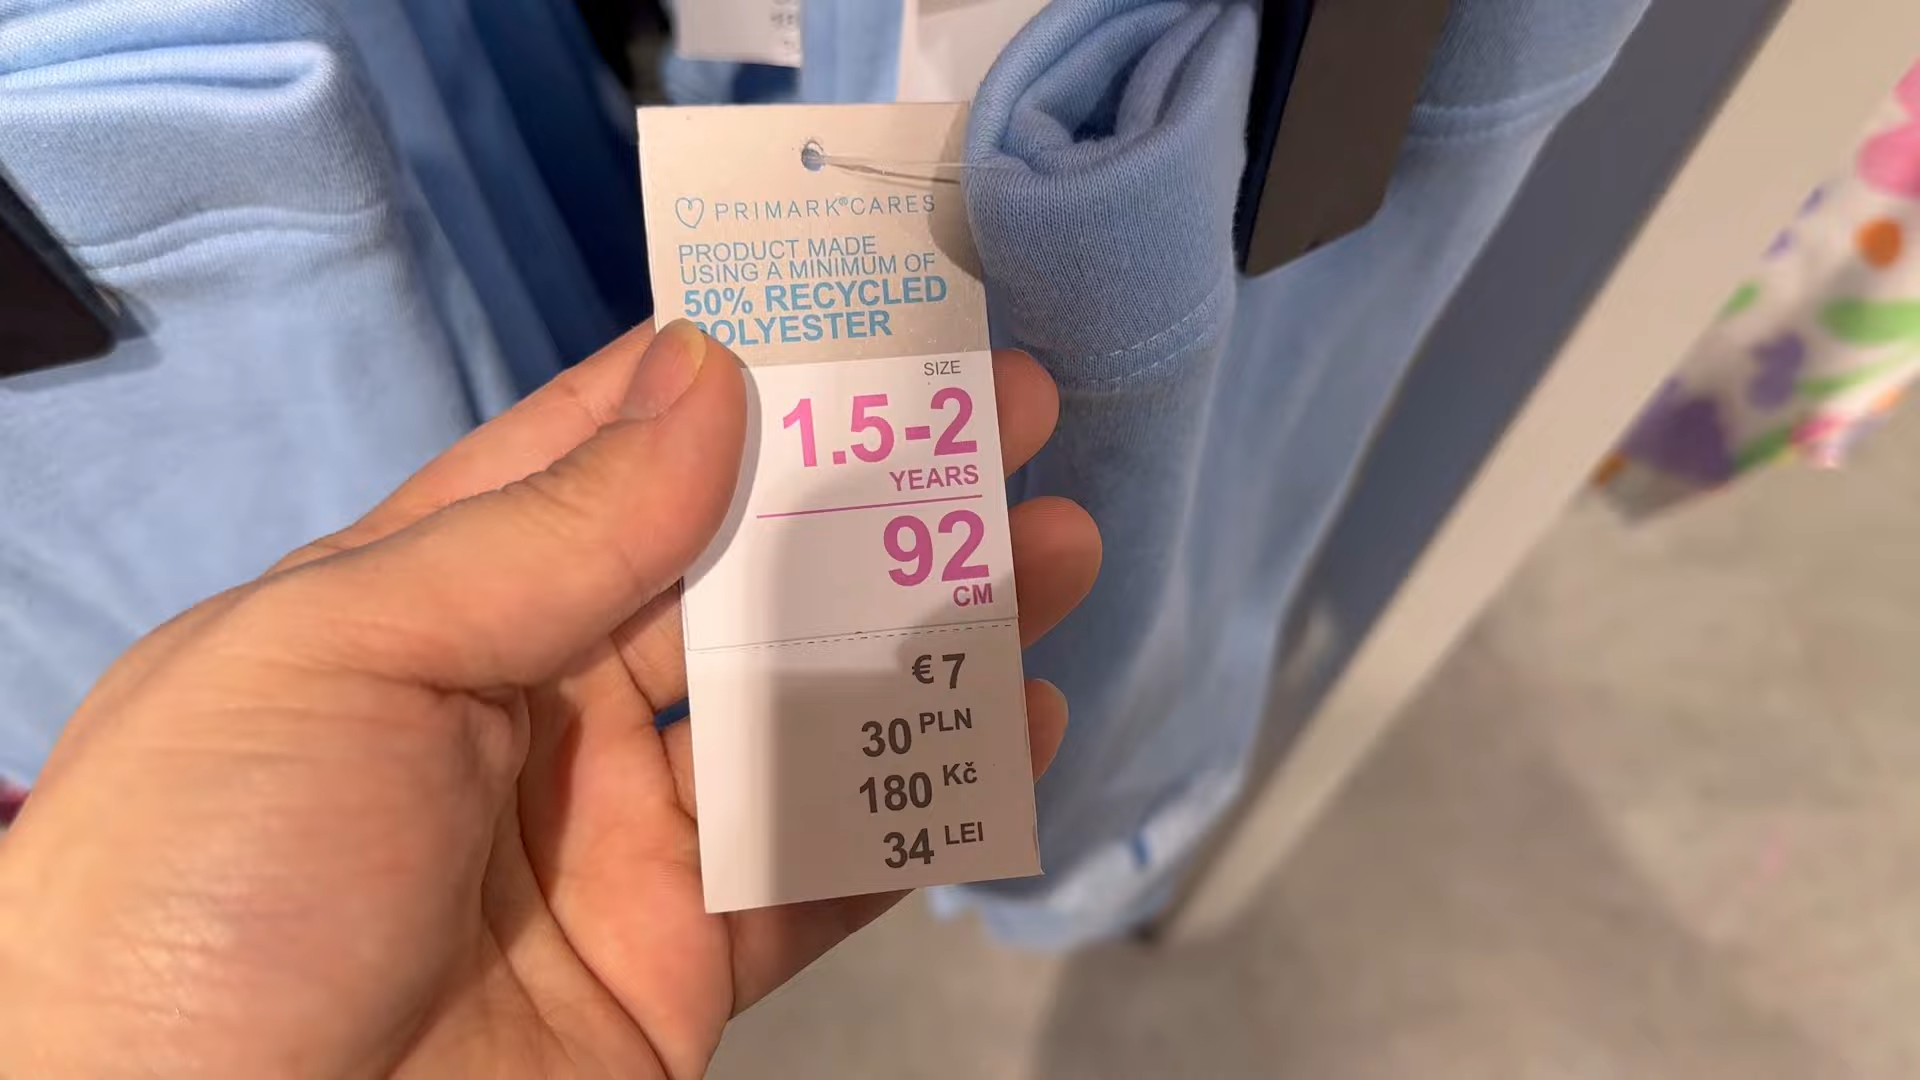 PRIMARK®CARES
PRODUCT MADE
USING A MINIMUM OF
50% RECYCLED
POLYESTER
SIZE
1.5-2
YEARS
92
CM
€7
30 PLN
180 Kč
34 LEI